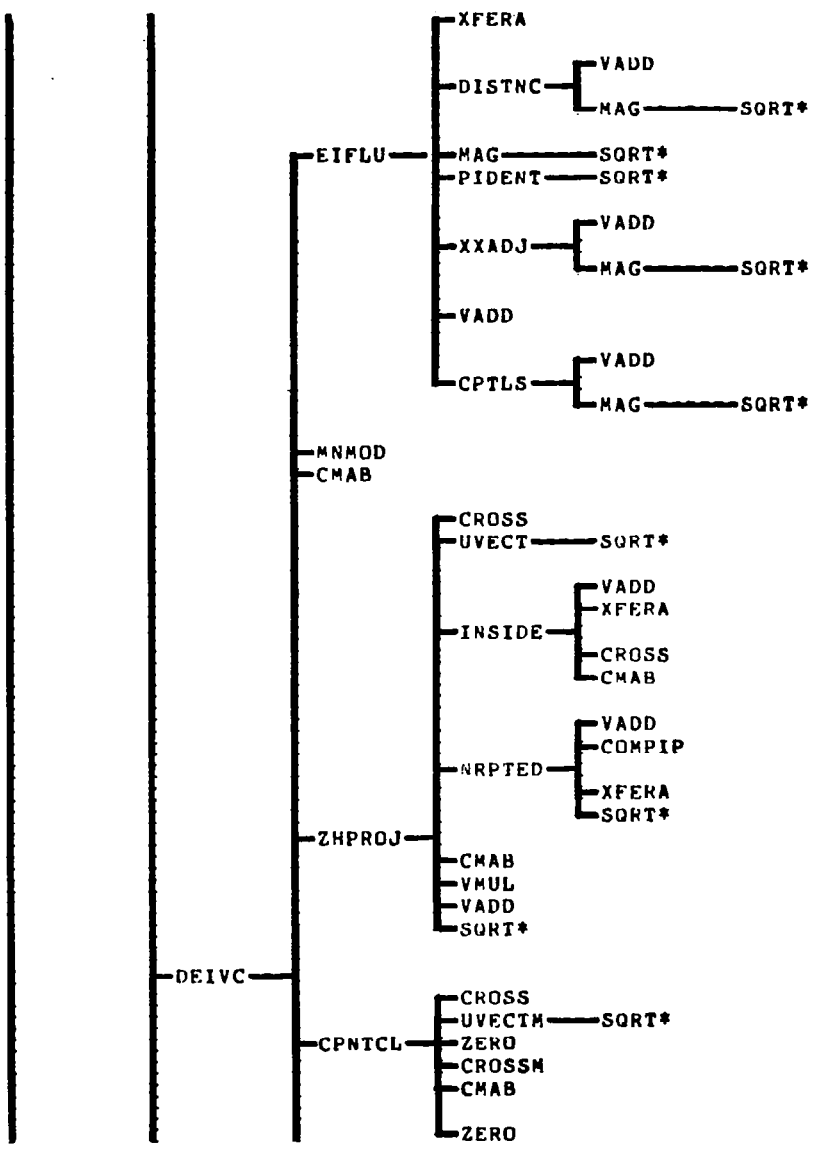 XFERA
VADD
DISTNC
MAG SQRT*
EIFLU MAG SQRT*
PIDENT SQRT*
VADD
XXADJ
MAG SQRT*
VADD
VADD
CPTLS
MAG SQRT*
MNMOD
CMAB
CROSS
UVECT SQRT*
VADD
XFERA
INSIDE
CROSS
CMAB
VADD
COMPIP
NRPTED
XFERA
SQRT*
ZHPROJ
CMAB
VMUL
VADD
SQRT*
DEIVC
CROSS
UVECTM SQRT*
CPNTCL ZERO
CROSSM
CMAB
ZERO